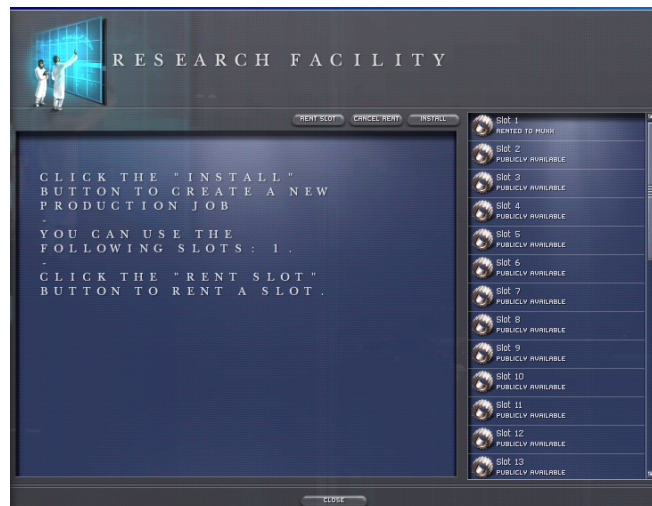 RESEARCH FACILITY
RENT SLOT CANCEL RENT INSTALL
CLICK THE "INSTALL"
BUTTON TO CREATE A NEW
PRODUCTION JOB
-
YOU CAN USE THE
FOLLOWING SLOTS: 1.
-
CLICK THE "RENT SLOT"
BUTTON TO RENT A SLOT.
Slot 1
RENTED TO MUNK
Slot 2
PUBLICLY AVAILABLE
Slot 3
PUBLICLY AVAILABLE
Slot 4
PUBLICLY AVAILABLE
Slot 5
PUBLICLY AVAILABLE
Slot 6
PUBLICLY AVAILABLE
Slot 7
PUBLICLY AVAILABLE
Slot 8
PUBLICLY AVAILABLE
Slot 9
PUBLICLY AVAILABLE
Slot 10
PUBLICLY AVAILABLE
Slot 11
PUBLICLY AVAILABLE
Slot 12
PUBLICLY AVAILABLE
Slot 13
PUBLICLY AVAILABLE
CLOSE